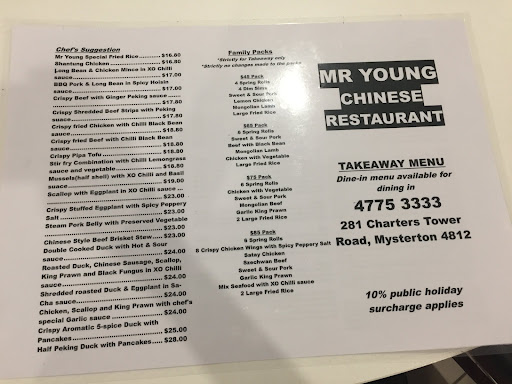 Chef's Suggestion
Mr Young Special Fried Rice ........... $16.80
Shantung Chicken ........... $16.80
Long Bean & Chicken Mince in XO Chilli
sauce ........... $17.00
BBQ Pork & Long Bean in Spicy Hoisin
sauce ........... $17.00
Crispy Beef with Ginger Peking sauce ......
........... $17.80
Crispy Shredded Beef Strips with Peking
suace ........... $17.80
Crispy fried Chicken with Chilli Black Bean
sauce ........... $18.80
Crispy fried Beef with Chilli Black Bean
sauce ........... $18.80
Crispy Pipa Tofu ........... $18.80
Stir fry Combination with Chilli Lemongrass
sauce and vegetable ........... $18.80
Mussels(half shell) with XO Chilli and Basil
sauce ........... $19.00
Scallop with Eggplant in XO Chilli sauce ...
........... $23.00
Crispy Stuffed Eggplant with Spicy Peppery
Salt ........... $23.00
Steam Pork Belly with Preserved Vegetable
........... $23.00
Chinese Style Beef Brisket Stew ........... $23.00
Double Cooked Duck with Hot & Sour
sauce ........... $24.00
Roasted Duck, Chinese Sausage, Scallop,
King Prawn and Black Fungus in XO Chilli
sauce ........... $24.00
Shredded roasted Duck & Eggplant in Sa-
Cha sauce ........... $24.00
Chicken, Scallop and King Prawn with chef's
special Garlic sauce ........... $24.00
Crispy Aromatic 5-spice Duck with
Pancakes ........... $25.00
Half Peking Duck with Pancakes ..... $28.00
Family Packs
*Strictly for Takeaway only
*Strictly no changes made to the packs
$45 Pack
4 Spring Rolls
4 Dim Sims
Sweet & Sour Pork
Lemon Chicken
Mongolian Lamb
Large Fried Rice
$65 Pack
6 Spring Rolls
Sweet & Sour Pork
Beef with Black Bean
Mongolian Lamb
Chicken with Vegetable
Large Fried Rice
$75 Pack
6 Spring Rolls
Chicken with Vegetable
Sweet & Sour Pork
Mongolian Beef
Garlic King Prawn
2 Large Fried Rice
$85 Pack
6 Spring Rolls
8 Crispy Chicken Wings with Spicy Peppery Salt
Satay Chicken
Szechwan Beef
Sweet & Sour Pork
Garlic King Prawn
Mix Seafood with XO Chilli sauce
2 Large Fried Rice
MR YOUNG
CHINESE
RESTAURANT
TAKEAWAY MENU
Dine-in menu available for
dining in
4775 3333
281 Charters Tower
Road, Mysterton 4812
10% public holiday
surcharge applies